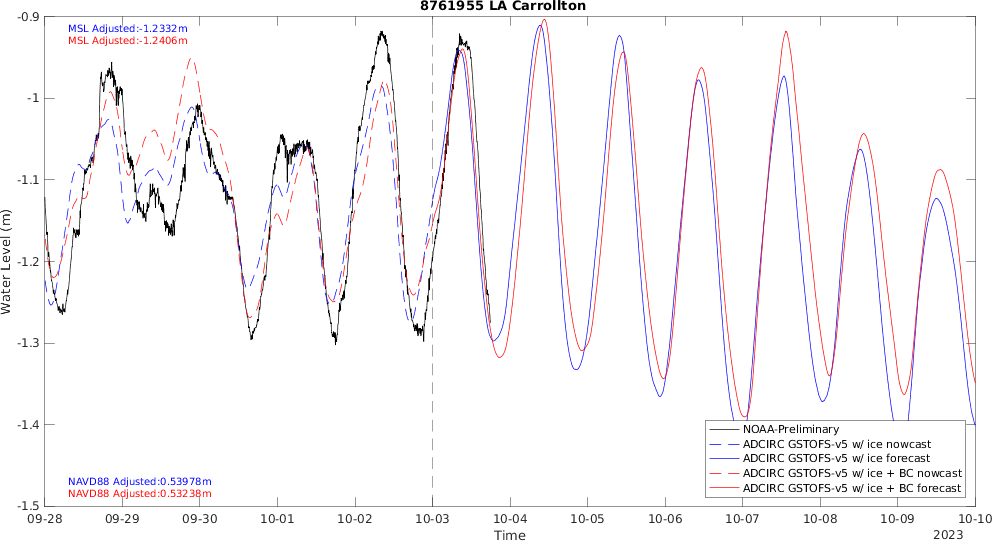 8761955 LA Carrollton
MSL Adjusted:-1.2332m
MSL Adjusted:-1.2406m
Water Level (m)
-0.9
-1
-1.1
-1.2
-1.3
-1.4
-1.5
NAVD88 Adjusted:0.53978m
NAVD88 Adjusted:0.53238m
NOAA-Preliminary
ADCIRC GSTOFS-v5 w/ ice nowcast
ADCIRC GSTOFS-v5 w/ ice forecast
ADCIRC GSTOFS-v5 w/ ice + BC nowcast
ADCIRC GSTOFS-v5 w/ ice + BC forecast
09-28 09-29 09-30 10-01 10-02 10-03 10-04 10-05 10-06 10-07 10-08 10-09 10-10
Time
2023